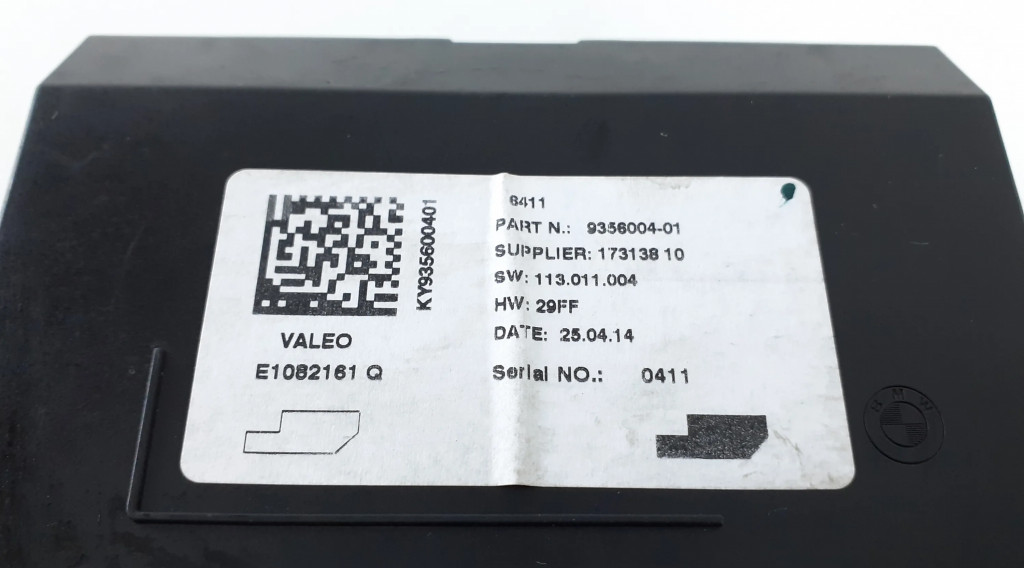 KY935600401
VALEO
E1082161 Q
6411
PART N.: 9356004-01
SUPPLIER: 173138 10
SW: 113.011.004
HW: 29FF
DATE: 25.04.14
Serial NO.: 0411
BMW